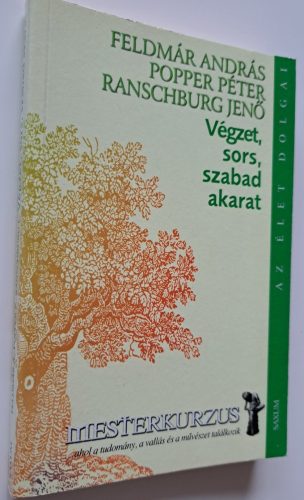 FELDMÁR ANDRÁS
POPPER PÉTER
RANSCHBURG JENŐ
Végzet,
sors,
szabad
akarat
AZ ÉLET DOLGAI
MESTERKURZUS
ahol a tudomány, a vallás és a művészet találkozik
SAXUM